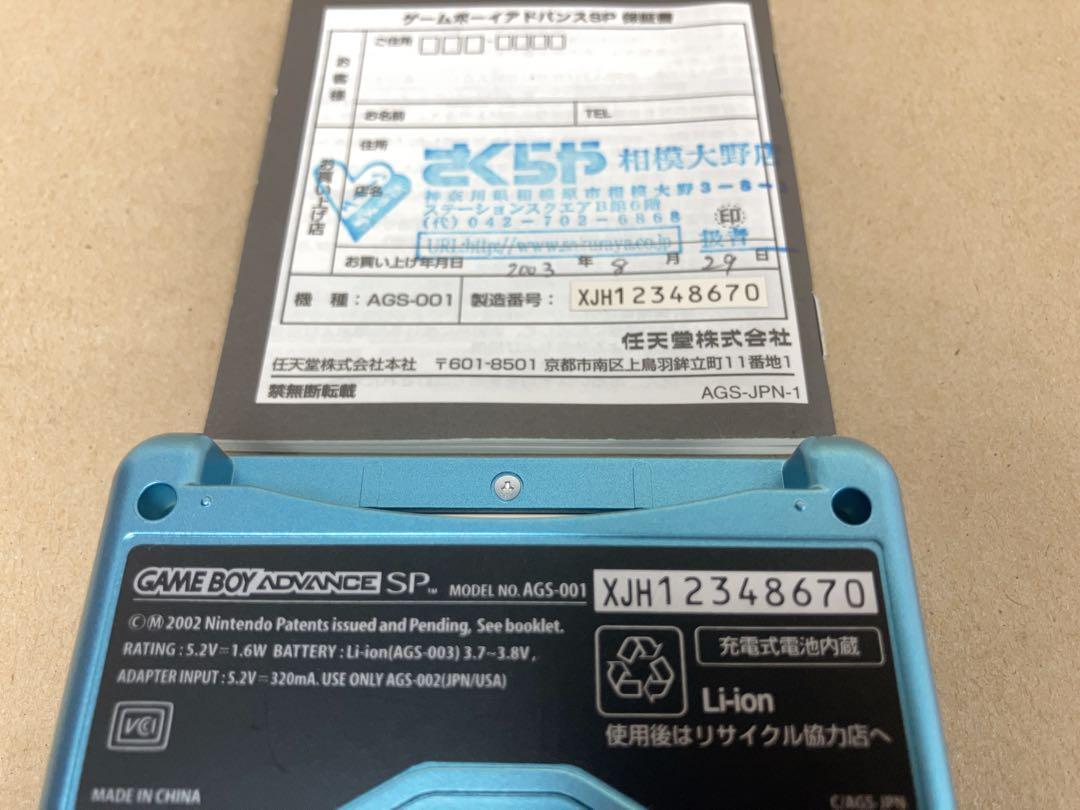 ゲームボーイアドバンスSP 保証書
お客様
ご住所 □□□-□□□□
お名前
TEL
お買い上げ店
住所
店名
さくらや 相模大野店
神奈川県相模原市相模大野3-8-
ステーションスクエアB館6階
(代) 042-702-6868
印
URL:http://www.sakuraya.co.jp
扱者
お買い上げ年月日 2003 年 8 月 29 日
機 種:AGS-001 製造番号: XJH12348670
任天堂株式会社
任天堂株式会社本社 〒601-8501 京都市南区上鳥羽鉾立町11番地1
禁無断転載 AGS-JPN-1
GAME BOY ADVANCE SP™ MODEL NO. AGS-001 XJH12348670
©Ⓜ 2002 Nintendo Patents issued and Pending, See booklet.
RATING : 5.2V⎓1.6W BATTERY : Li-ion(AGS-003) 3.7~3.8V ,
ADAPTER INPUT : 5.2V⎓320mA. USE ONLY AGS-002(JPN/USA)
充電式電池内蔵
Li-ion
使用後はリサイクル協力店へ
VCCI
MADE IN CHINA
C/AGS-JPN